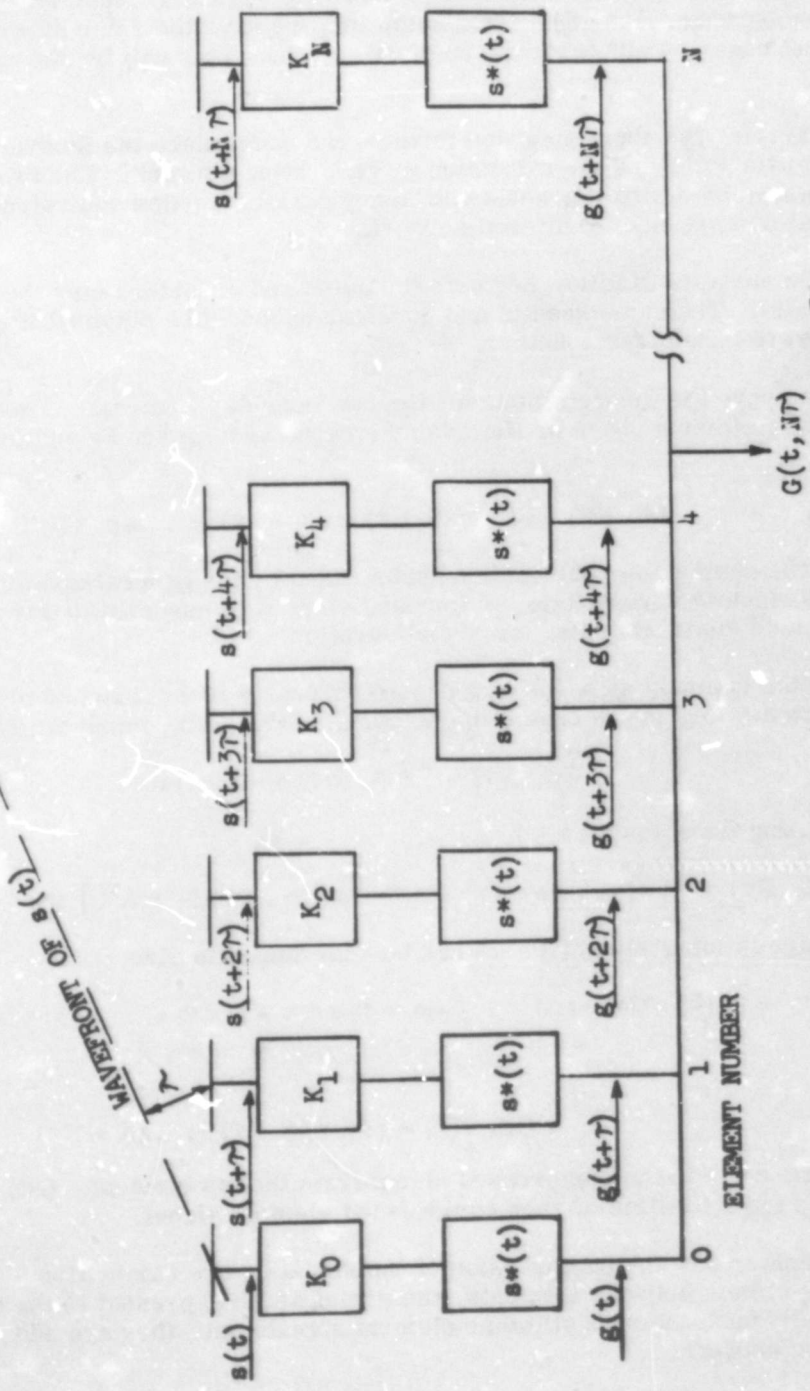 WAVEFRONT OF s(t)
τ
s(t)
s(t+τ)
s(t+2τ)
s(t+3τ)
s(t+4τ)
s(t+Nτ)
K0
K1
K2
K3
K4
KN
s*(t)
s*(t)
s*(t)
s*(t)
s*(t)
s*(t)
g(t)
g(t+τ)
g(t+2τ)
g(t+3τ)
g(t+4τ)
g(t+Nτ)
0
1
2
3
4
N
ELEMENT NUMBER
G(t,Nτ)